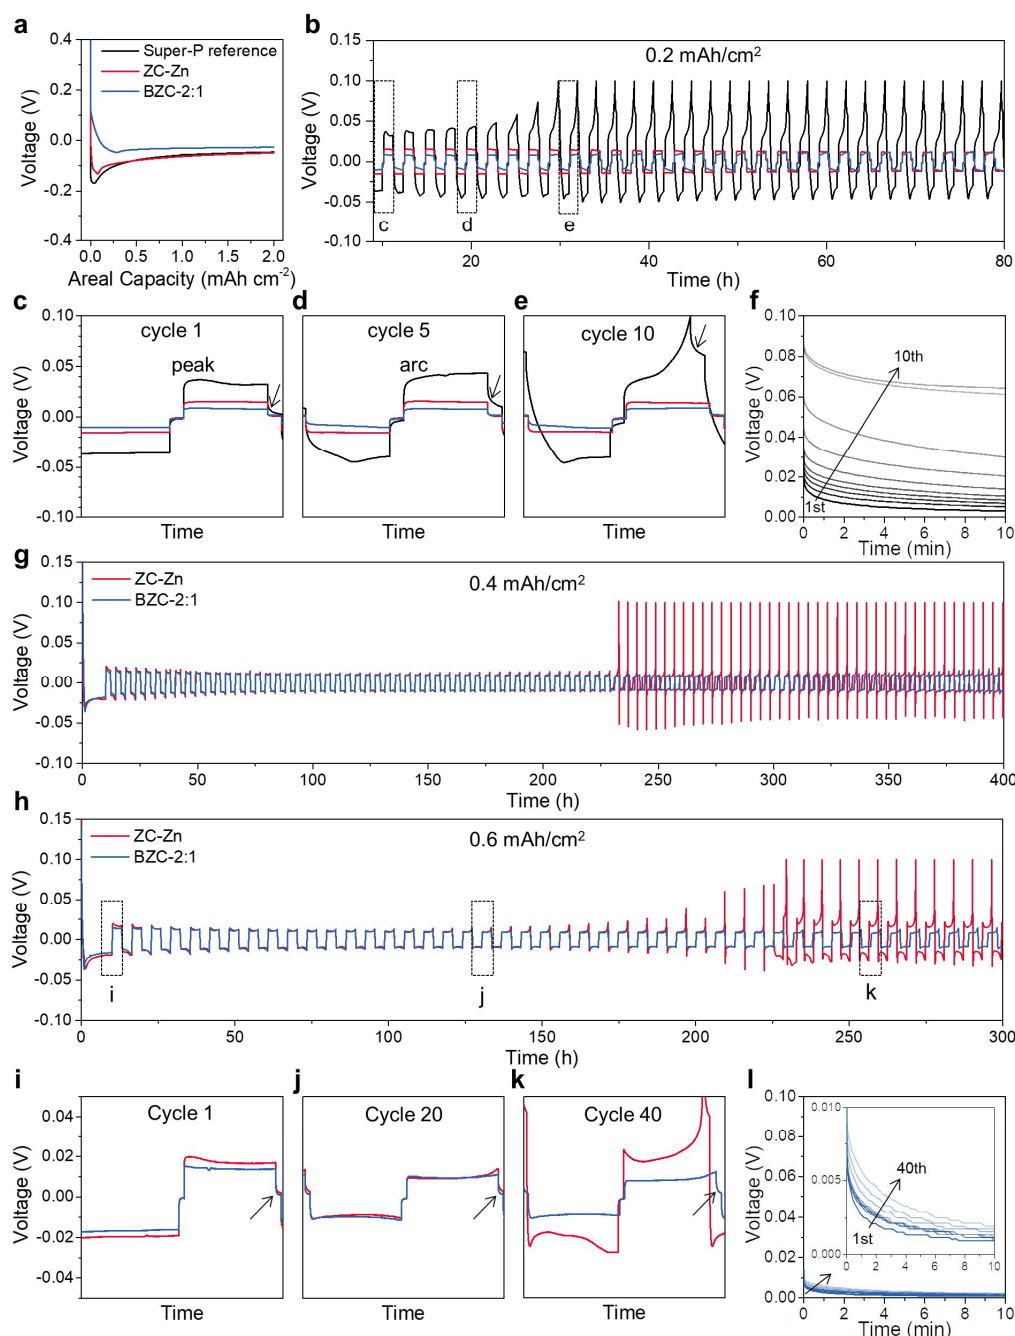 a
0.4
0.2
0.0
-0.2
-0.4
Voltage (V)
Super-P reference
ZC-Zn
BZC-2:1
0.0 0.5 1.0 1.5 2.0
Areal Capacity (mAh cm-2)
b
0.15
0.10
0.05
0.00
-0.05
-0.10
Voltage (V)
0.2 mAh/cm2
c d e
20 40 60 80
Time (h)
c
0.10
0.05
0.00
-0.05
-0.10
Voltage (V)
cycle 1
peak
Time
d
cycle 5
arc
Time
e
cycle 10
Time
f
0.10
0.08
0.06
0.04
0.02
0.00
Voltage (V)
10th
1st
0 2 4 6 8 10
Time (min)
g
0.15
0.10
0.05
0.00
-0.05
-0.10
Voltage (V)
ZC-Zn
BZC-2:1
0.4 mAh/cm2
0 50 100 150 200 250 300 350 400
Time (h)
h
0.15
0.10
0.05
0.00
-0.05
-0.10
Voltage (V)
ZC-Zn
BZC-2:1
0.6 mAh/cm2
i j k
0 50 100 150 200 250 300
Time (h)
i
0.04
0.02
0.00
-0.02
-0.04
Voltage (V)
Cycle 1
Time
j
Cycle 20
Time
k
Cycle 40
Time
l
0.10
0.08
0.06
0.04
0.02
0.00
Voltage (V)
0.010
0.005
0.000
40th
1st
0 2 4 6 8 10
0 2 4 6 8 10
Time (min)